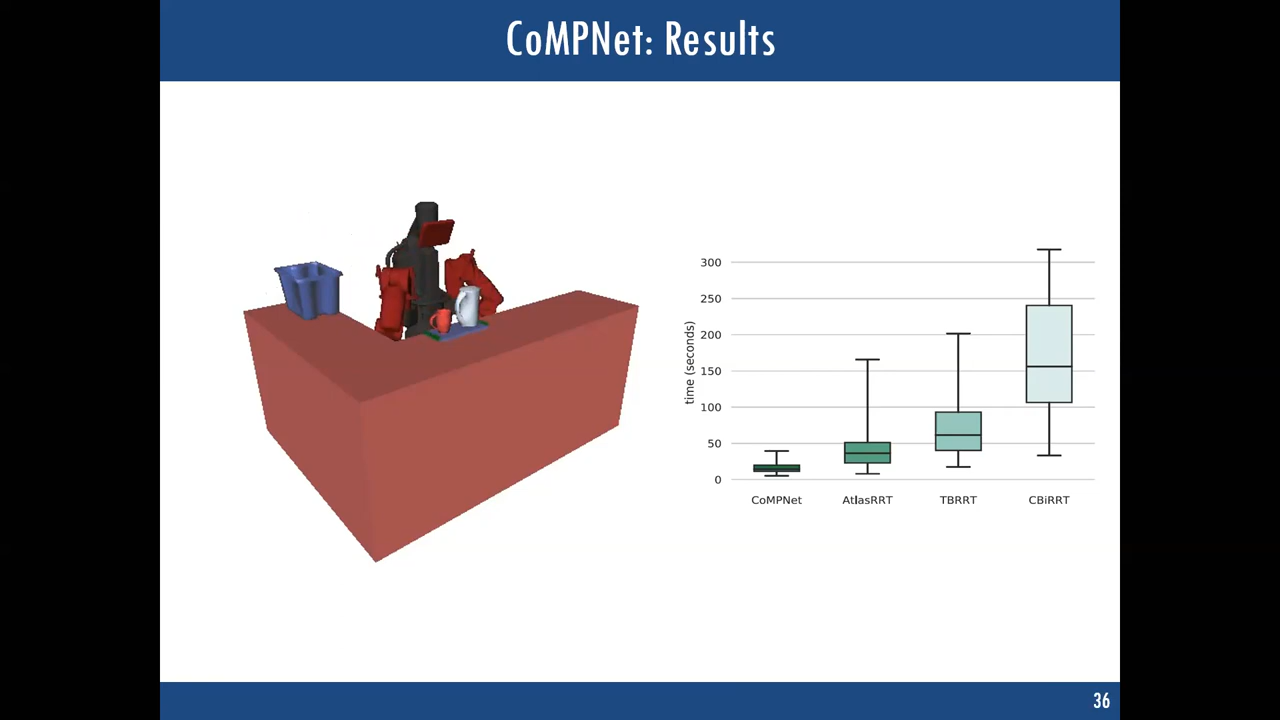 CoMPNet: Results
time (seconds)
300
250
200
150
100
50
0
CoMPNet AtlasRRT TBRRT CBiRRT
36